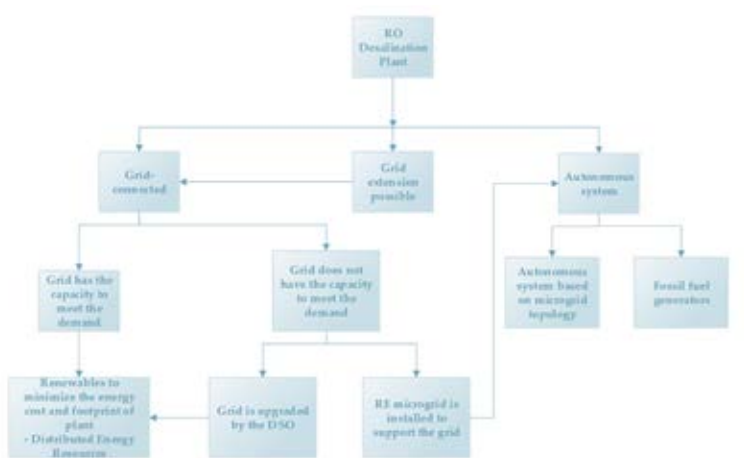 RO
Desalination
Plant
Grid-
connected
Grid
extension
possible
Autonomous
system
Grid has the
capacity to
meet the
demand
Grid does not
have the capacity
to meet the
demand
Autonomous
system based
on microgrid
topology
Fossil fuel
generators
Renewables to
minimize the energy
cost and footprint of
plant
- Distributed Energy
Resources
Grid is upgraded
by the DSO
RE microgrid is
installed to
support the grid